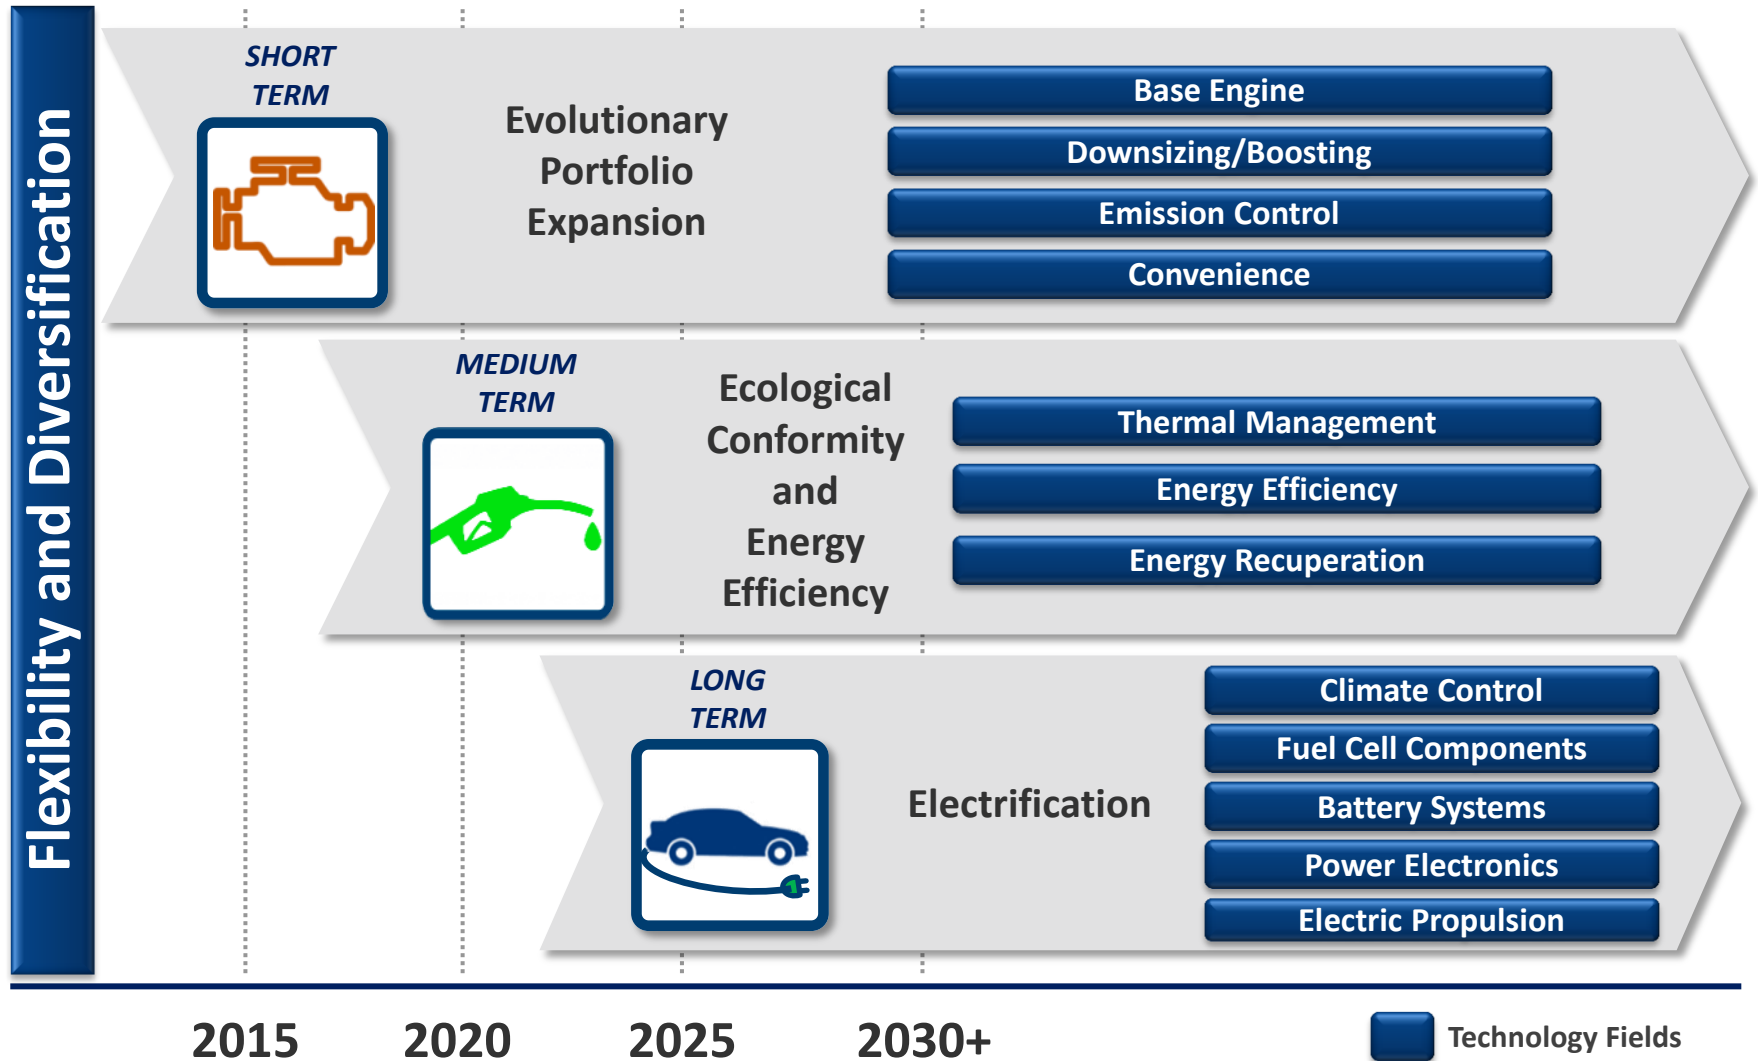 Flexibility and Diversification
SHORT
TERM
Evolutionary
Portfolio
Expansion
Base Engine
Downsizing/Boosting
Emission Control
Convenience
MEDIUM
TERM
Ecological
Conformity
and
Energy
Efficiency
Thermal Management
Energy Efficiency
Energy Recuperation
LONG
TERM
1
Electrification
Climate Control
Fuel Cell Components
Battery Systems
Power Electronics
Electric Propulsion
2015
2020
2025
2030+
Technology Fields